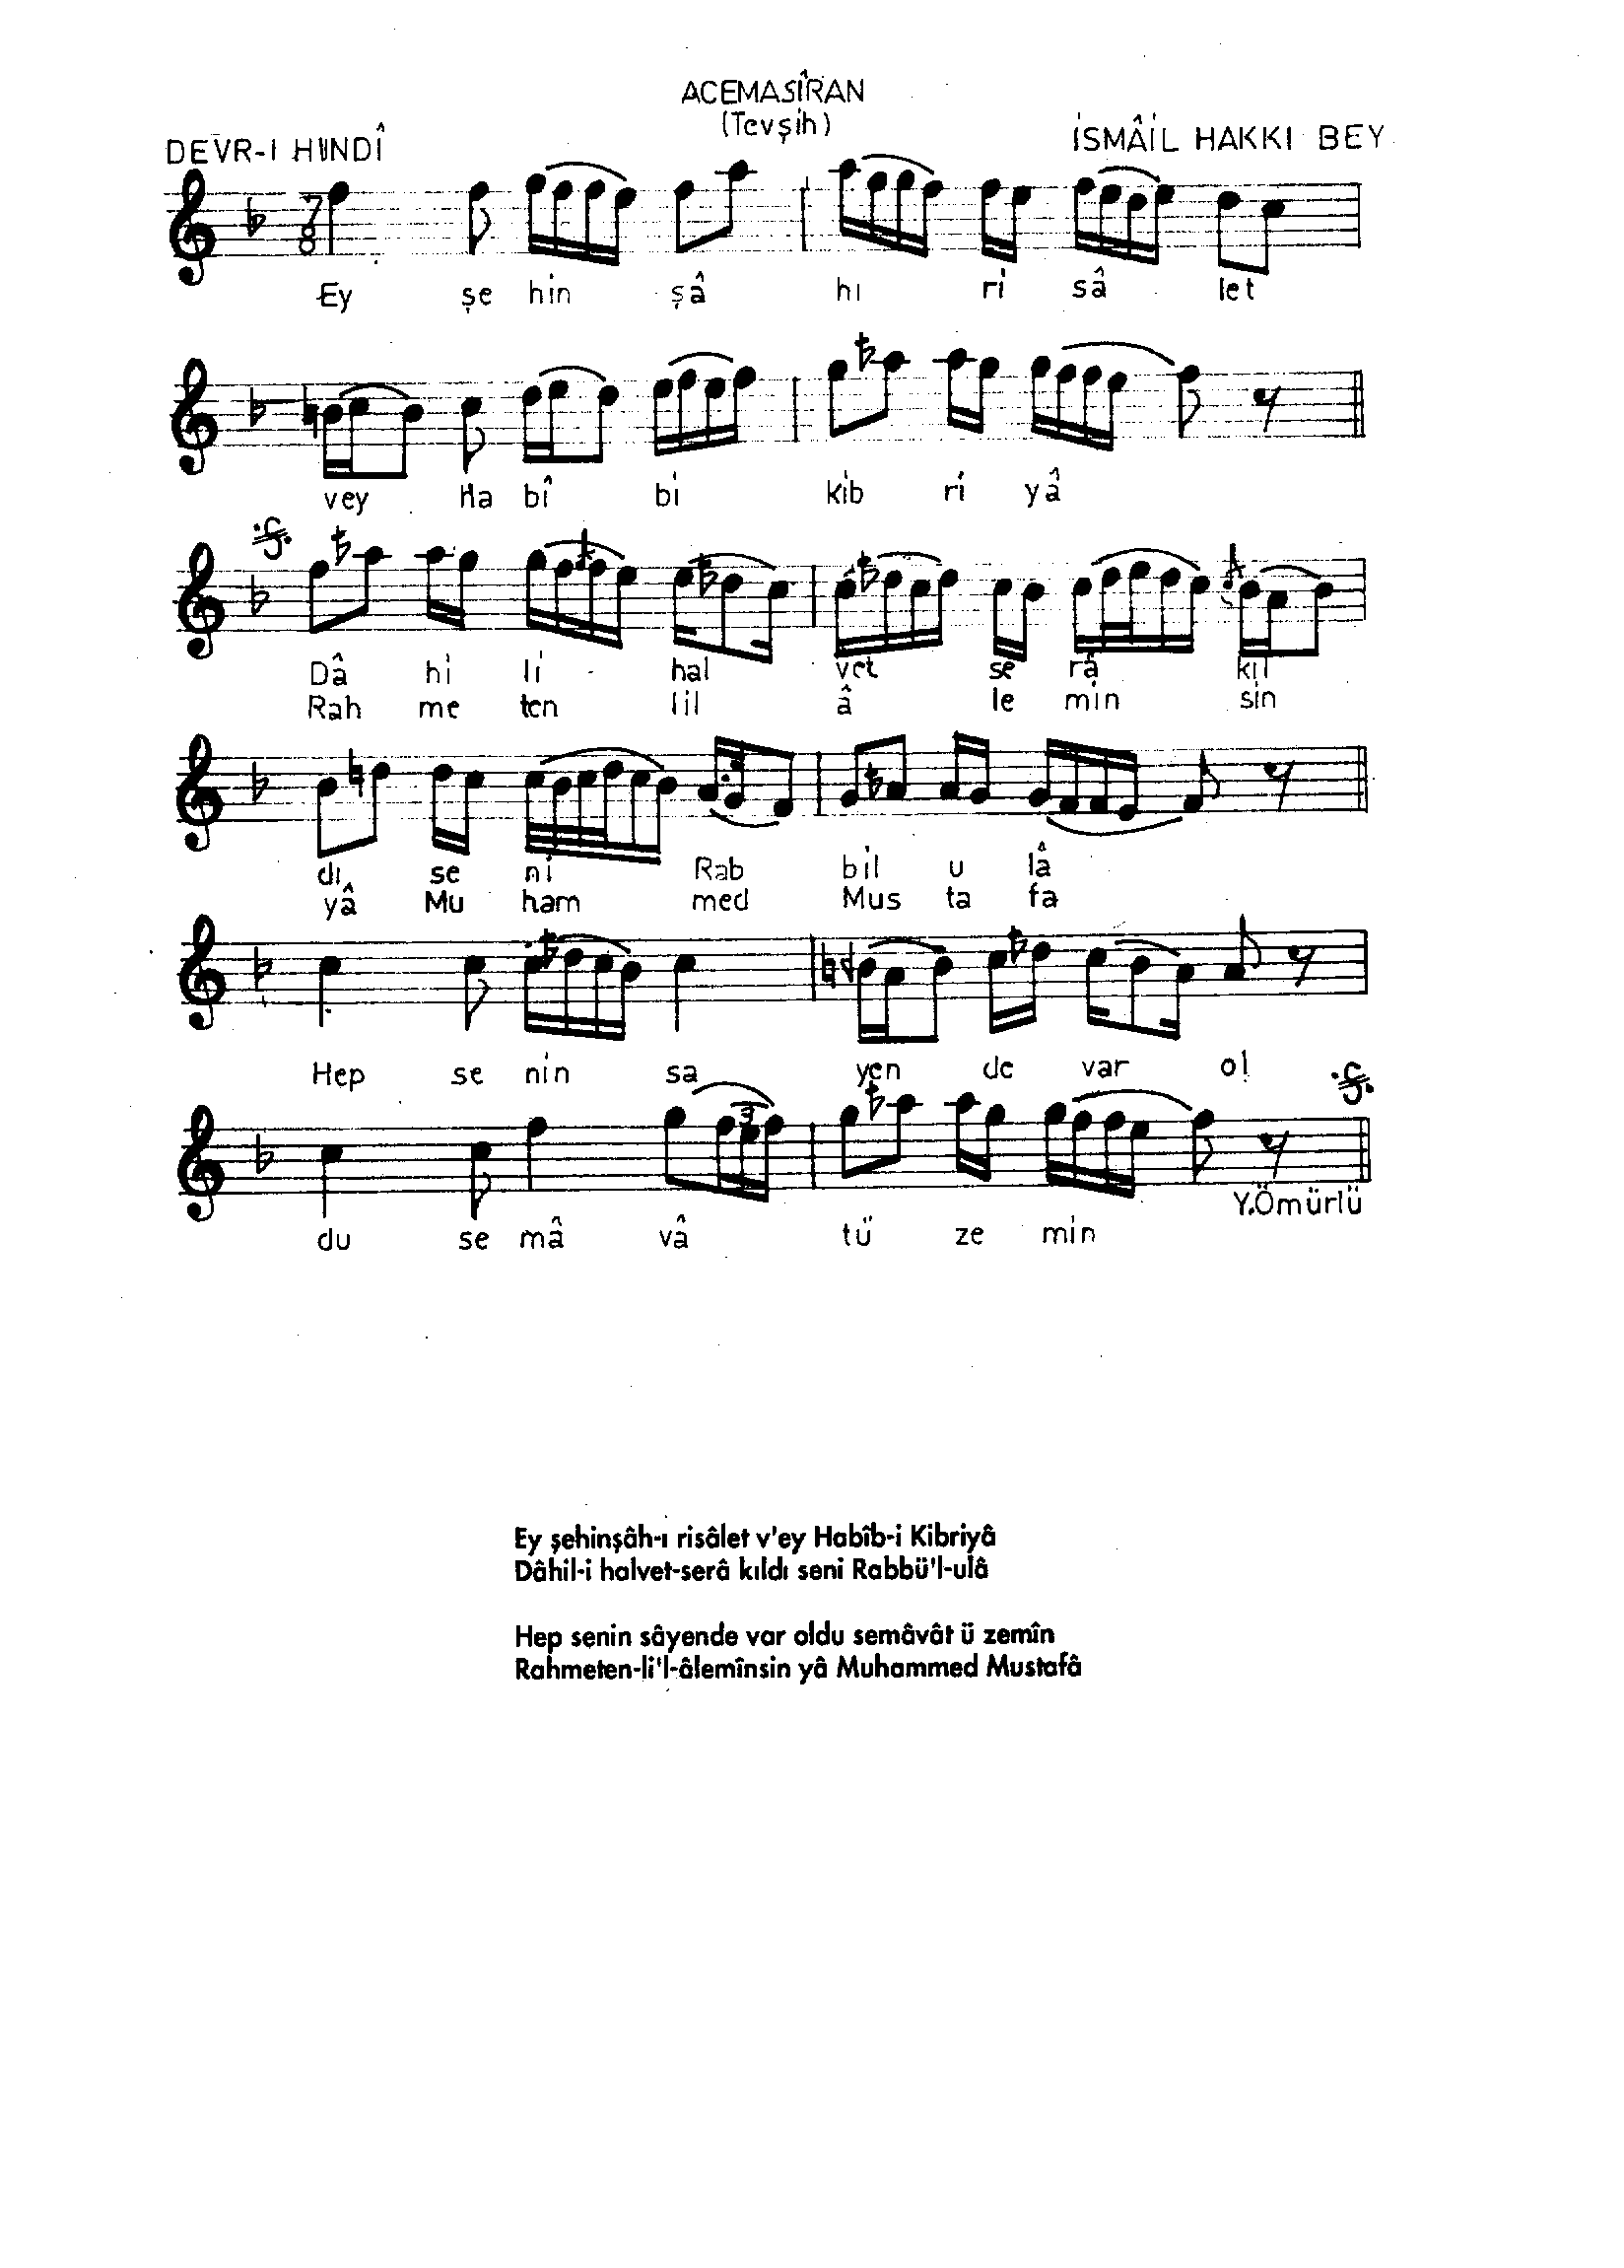 ACEMASÎRAN
(Tevşih)
DEVR-I HİNDÎ
İSMÂİL HAKKI BEY
7
8
Ey şe hin şâ hı ri sâ let
vey Ha bî bi kib ri yâ
Dâ hi li - hal vet se râ kıl
Rah me ten lil â le min sin
dı se ni Rab bil u lâ
yâ Mu ham med Mus ta fa
Hep se nin sa yen de var ol
3
du se mâ vâ tü ze min
Y.Ömürlü
Ey şehinşâh-ı risâlet v'ey Habîb-i Kibriyâ
Dâhil-i halvet-serâ kıldı seni Rabbü'l-ulâ
Hep senin sâyende var oldu semâvât ü zemîn
Rahmeten-li'l-âlemînsin yâ Muhammed Mustafâ